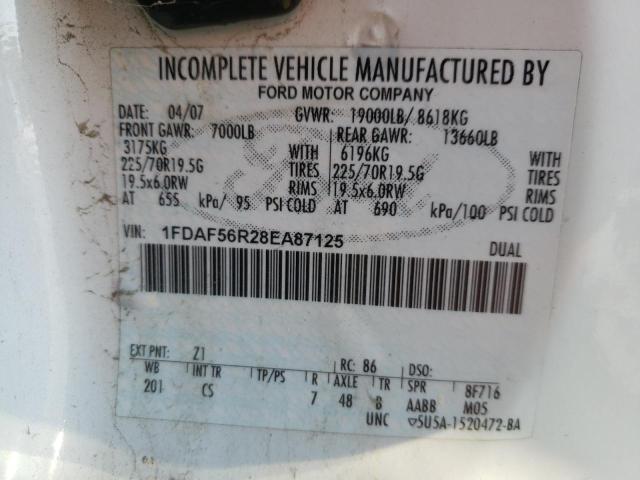 INCOMPLETE VEHICLE MANUFACTURED BY
FORD MOTOR COMPANY
DATE: 04/07 GVWR: 19000LB/ 8618KG
FRONT GAWR: 7000LB REAR GAWR: 13660LB
3175KG WITH 6196KG WITH
225/70R19.5G TIRES 225/70R19.5G TIRES
19.5x6.0RW RIMS 19.5x6.0RW RIMS
AT 655 kPa/ 95 PSI COLD AT 690 kPa/100 PSI COLD
VIN: 1FDAF56R28EA87125
DUAL
EXT PNT: Z1 RC: 86 DSO:
WB INT TR TP/PS R AXLE TR SPR 8F716
201 CS 7 48 B AABB M05
UNC ▽5U5A-1520472-BA